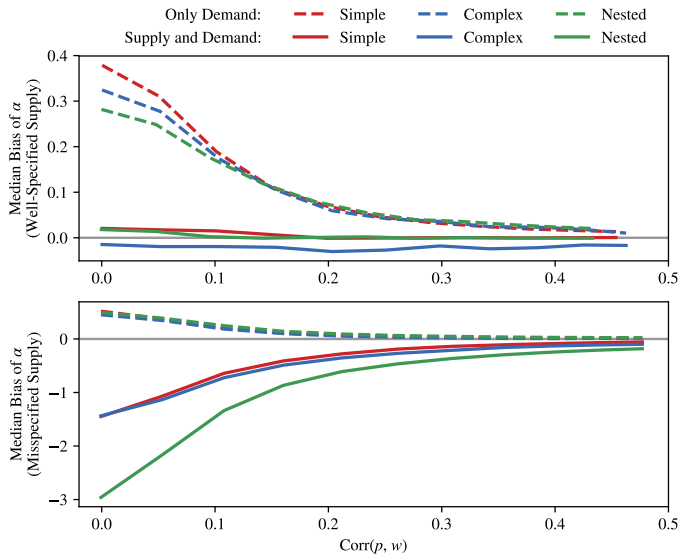 Only Demand: Simple Complex Nested
Supply and Demand: Simple Complex Nested
Median Bias of α
(Well-Specified Supply)
0.4
0.3
0.2
0.1
0.0
0.0 0.1 0.2 0.3 0.4 0.5
Median Bias of α
(Misspecified Supply)
0
−1
−2
−3
0.0 0.1 0.2 0.3 0.4 0.5
Corr(p, w)